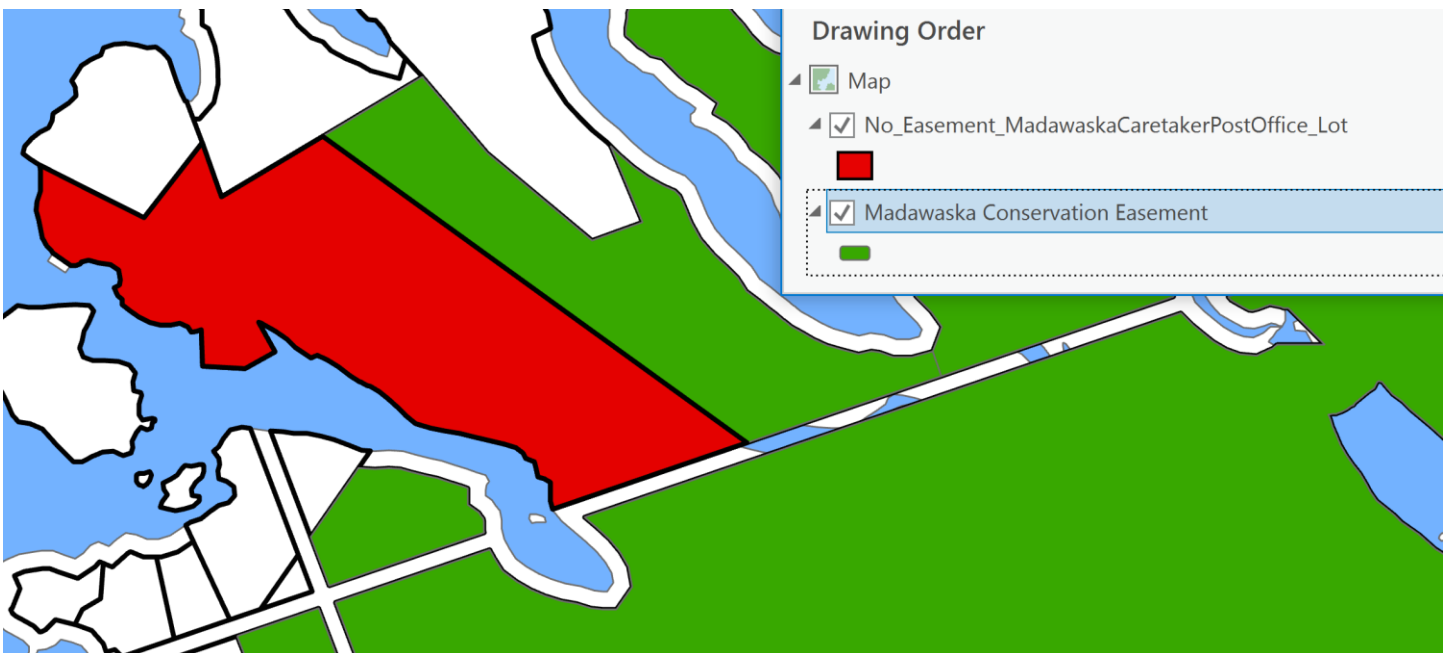 Drawing Order
Map
No_Easement_MadawaskaCaretakerPostOffice_Lot
Madawaska Conservation Easement